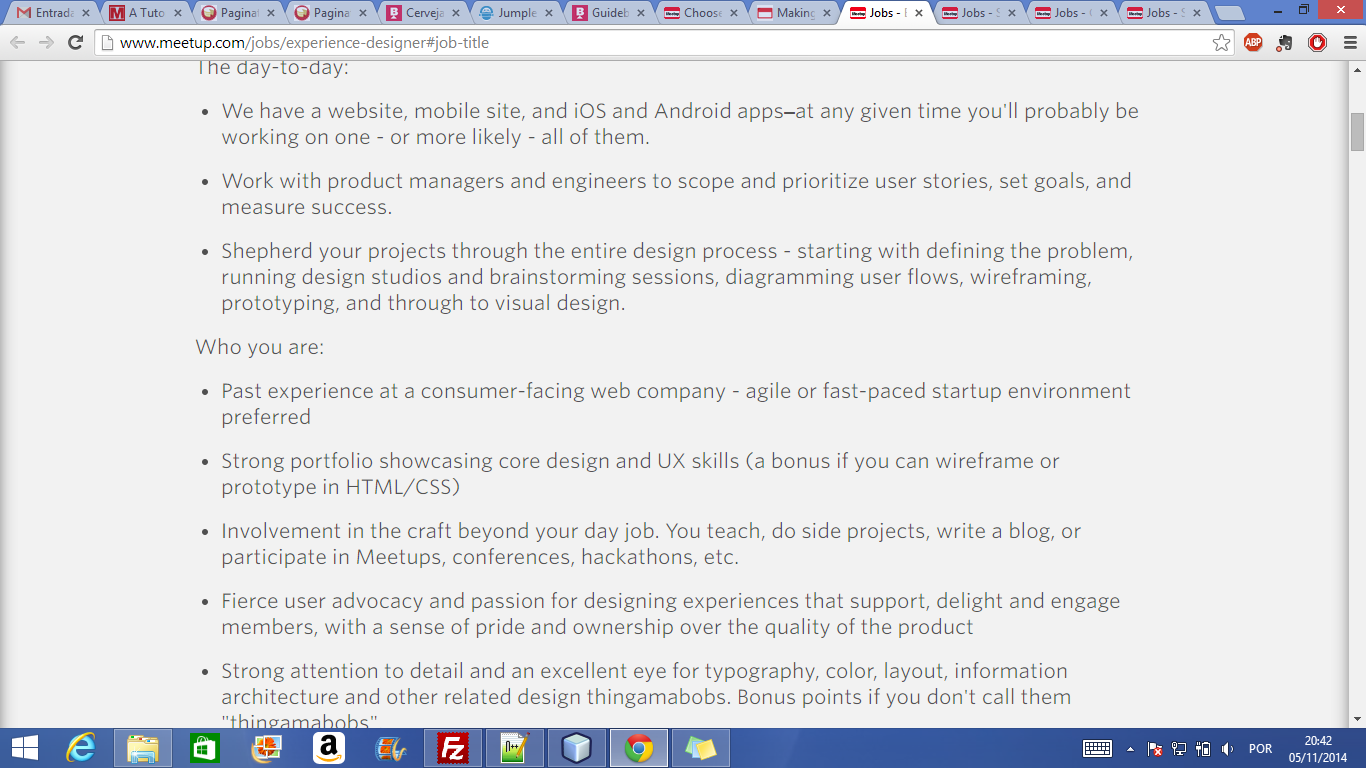 Entrada
A Tuto
Paginat
Pagina
Cerveja
Jumple
Guideb
Choose
Making
Jobs - E
Jobs - S
Jobs - C
Jobs - S
www.meetup.com/jobs/experience-designer#job-title
ABP
The day-to-day:
• We have a website, mobile site, and iOS and Android apps–at any given time you'll probably be
working on one - or more likely - all of them.
• Work with product managers and engineers to scope and prioritize user stories, set goals, and
measure success.
• Shepherd your projects through the entire design process - starting with defining the problem,
running design studios and brainstorming sessions, diagramming user flows, wireframing,
prototyping, and through to visual design.
Who you are:
• Past experience at a consumer-facing web company - agile or fast-paced startup environment
preferred
• Strong portfolio showcasing core design and UX skills (a bonus if you can wireframe or
prototype in HTML/CSS)
• Involvement in the craft beyond your day job. You teach, do side projects, write a blog, or
participate in Meetups, conferences, hackathons, etc.
• Fierce user advocacy and passion for designing experiences that support, delight and engage
members, with a sense of pride and ownership over the quality of the product
• Strong attention to detail and an excellent eye for typography, color, layout, information
architecture and other related design thingamabobs. Bonus points if you don't call them
"thingamabobs"
POR
20:42
05/11/2014